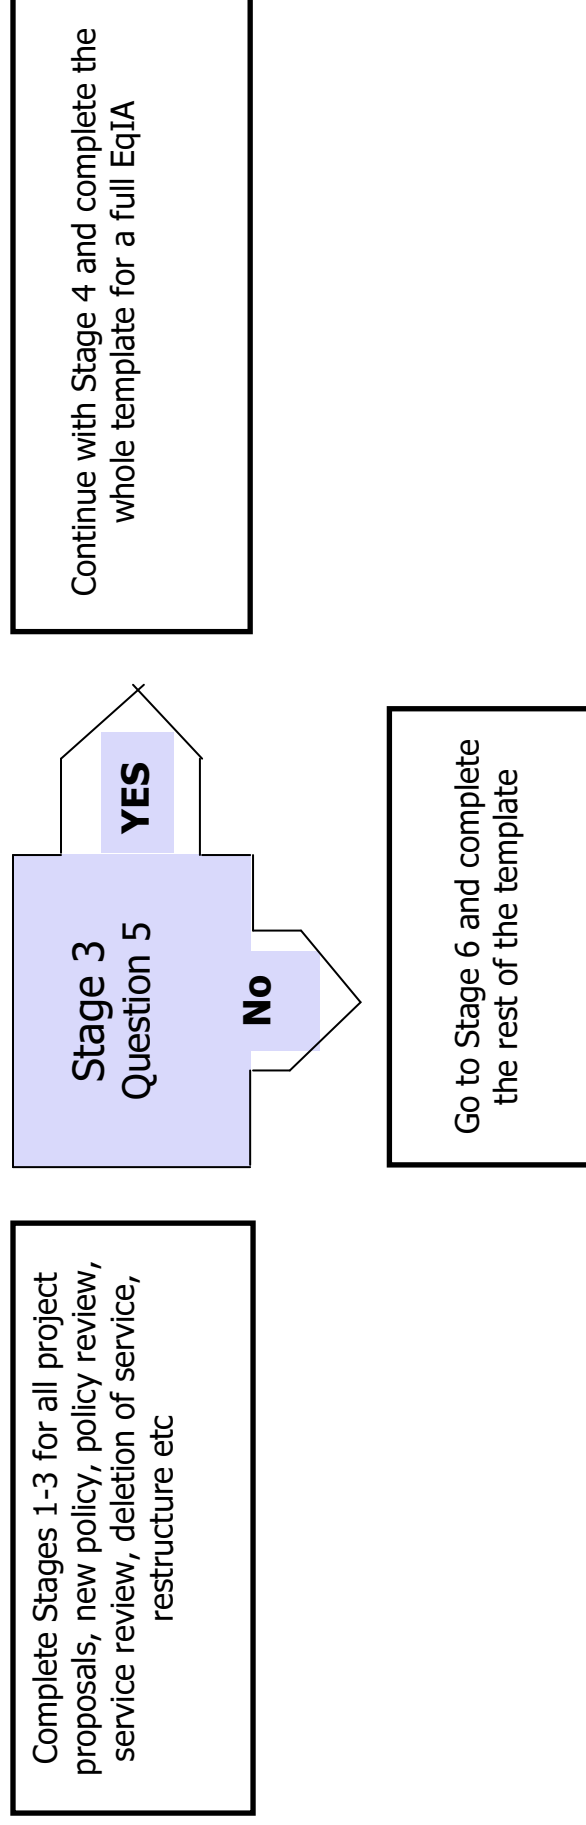 Complete Stages 1-3 for all project
proposals, new policy, policy review,
service review, deletion of service,
restructure etc
Stage 3
Question 5
YES
No
Continue with Stage 4 and complete the
whole template for a full EqIA
Go to Stage 6 and complete
the rest of the template